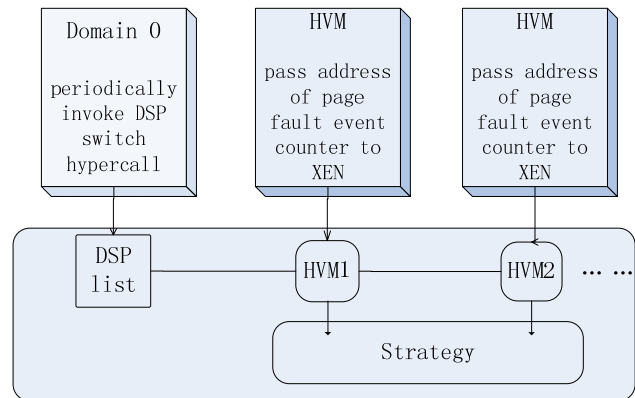 Domain 0
periodically
invoke DSP
switch
hypercall
HVM
pass address
of page
fault event
counter to
XEN
HVM
pass address
of page
fault event
counter to
XEN
DSP
list
HVM1
HVM2
... ...
Strategy